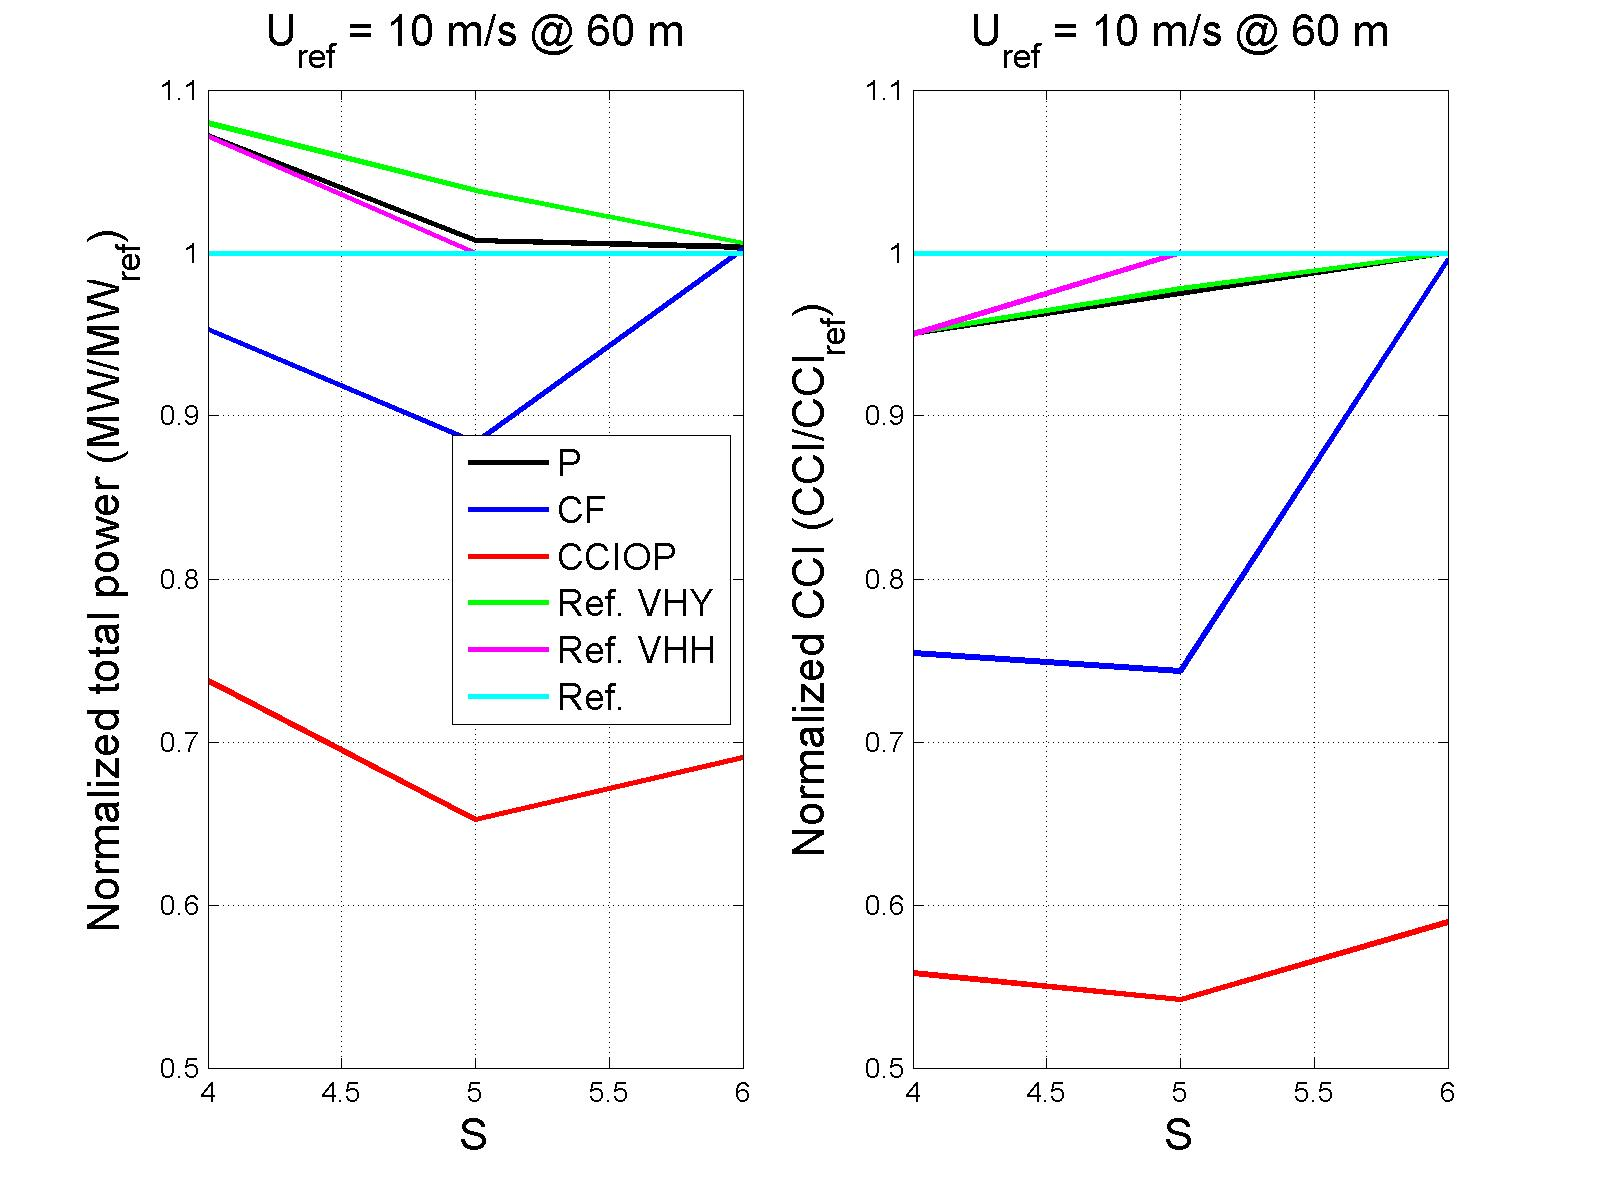 U_ref = 10 m/s @ 60 m
Normalized total power (MW/MW_ref)
1.1
1
0.9
0.8
0.7
0.6
0.5
4
4.5
5
5.5
6
S
P
CF
CCIOP
Ref. VHY
Ref. VHH
Ref.
U_ref = 10 m/s @ 60 m
Normalized CCI (CCI/CCI_ref)
1.1
1
0.9
0.8
0.7
0.6
0.5
4
4.5
5
5.5
6
S